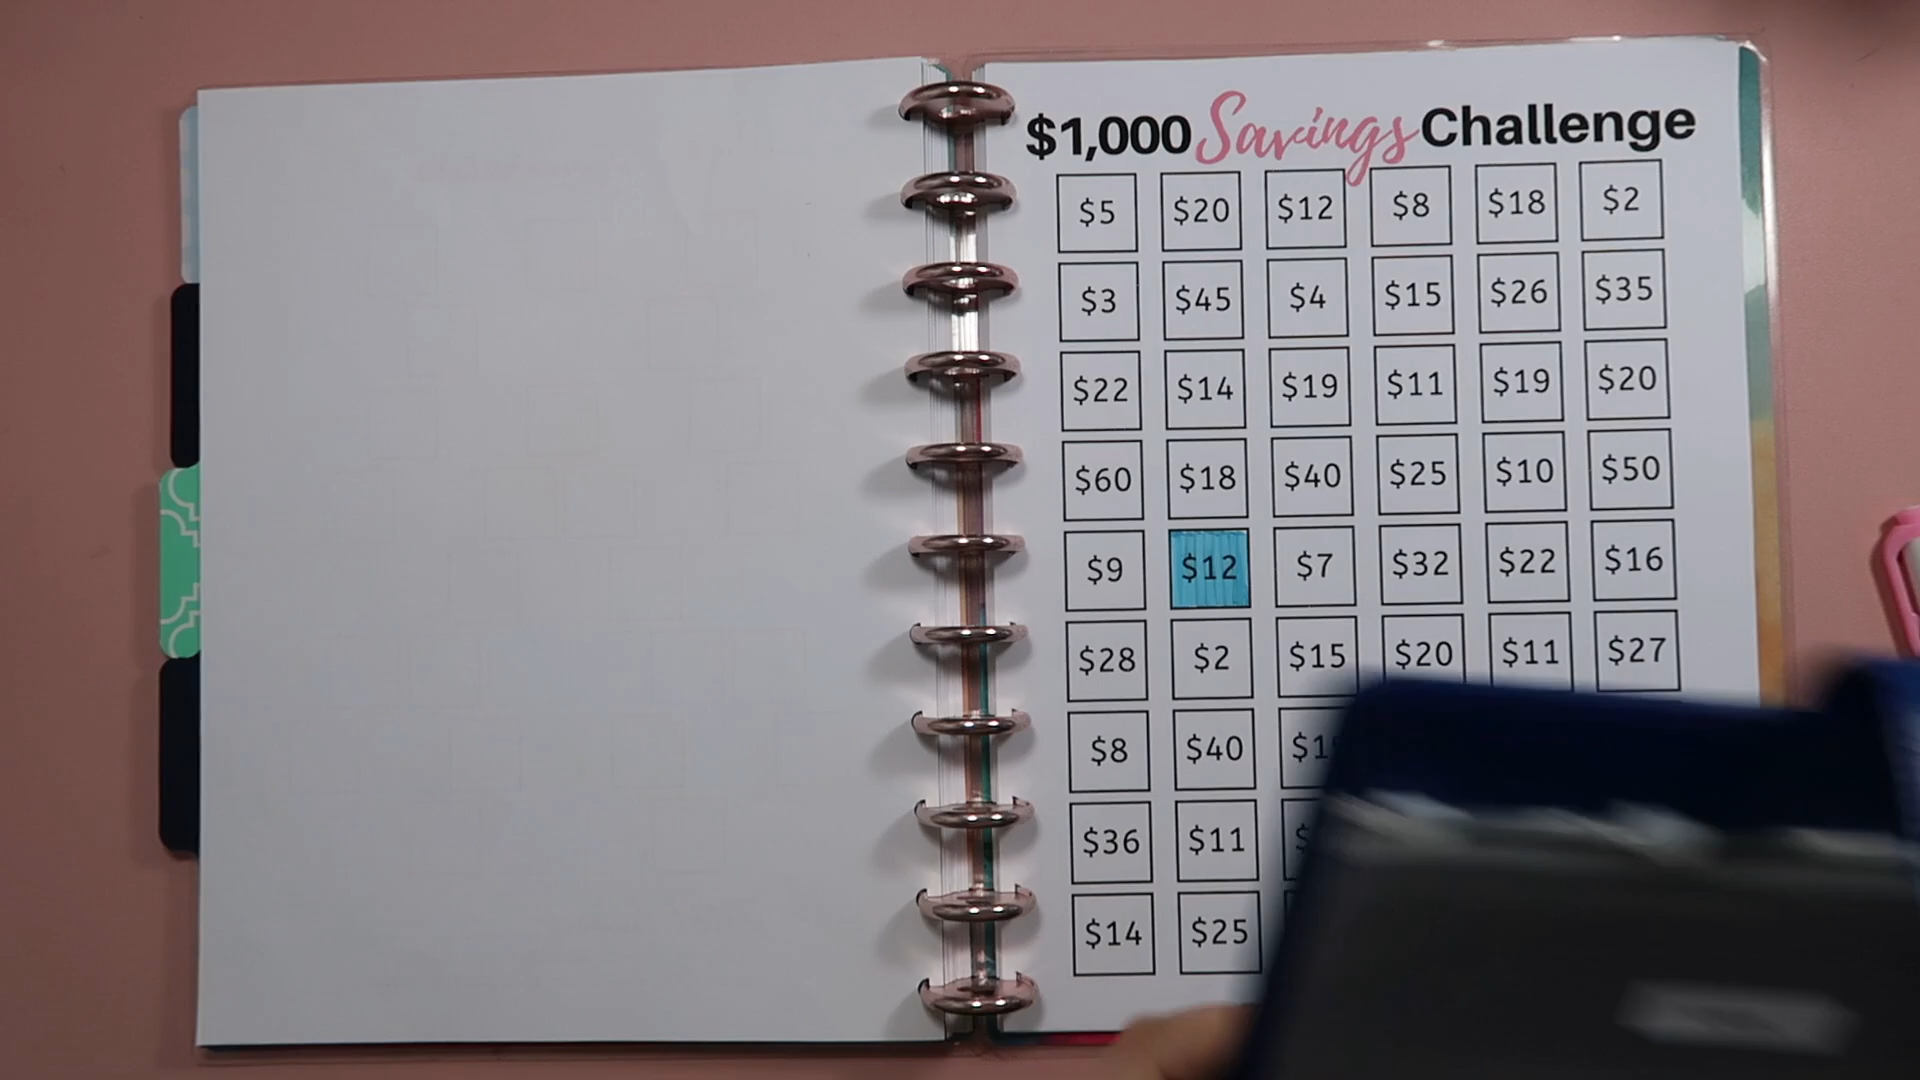 $1,000 Savings Challenge
$5 $20 $12 $8 $18 $2
$3 $45 $4 $15 $26 $35
$22 $14 $19 $11 $19 $20
$60 $18 $40 $25 $10 $50
$9 $12 $7 $32 $22 $16
$28 $2 $15 $20 $11 $27
$8 $40
$36 $11
$14 $25